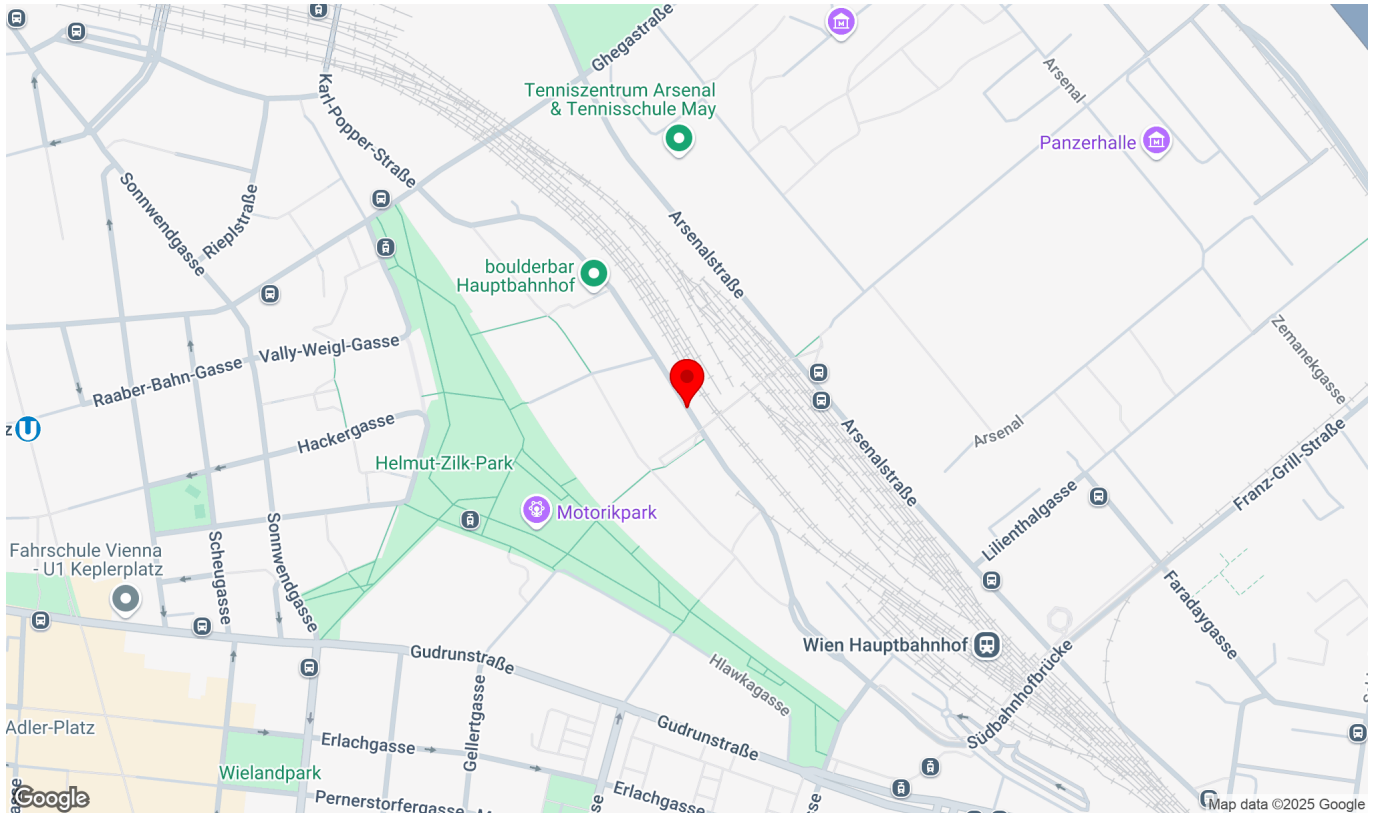 Ghegastraße
Karl-Popper-Straße
Tenniszentrum Arsenal
& Tennisschule May
Arsenal
Panzerhalle
Sonnwendgasse
Rieplstraße
Arsenalstraße
boulderbar
Hauptbahnhof
Vally-Weigl-Gasse
Raaber-Bahn-Gasse
Zemanekgasse
Hackergasse
Arsenal
Arsenalstraße
Franz-Grill-Straße
z
Helmut-Zilk-Park
Motorikpark
Lilienthalgasse
Fahrschule Vienna
- U1 Keplerplatz
Scheugasse
Sonnwendgasse
Faradaygasse
Wien Hauptbahnhof
Gudrunstraße
Hlawkagasse
Südbahnhofbrücke
Gellertgasse
Gudrunstraße
Adler-Platz
Erlachgasse
Wielandpark
Erlachgasse
Pernerstorfergasse
Google
Map data ©2025 Google